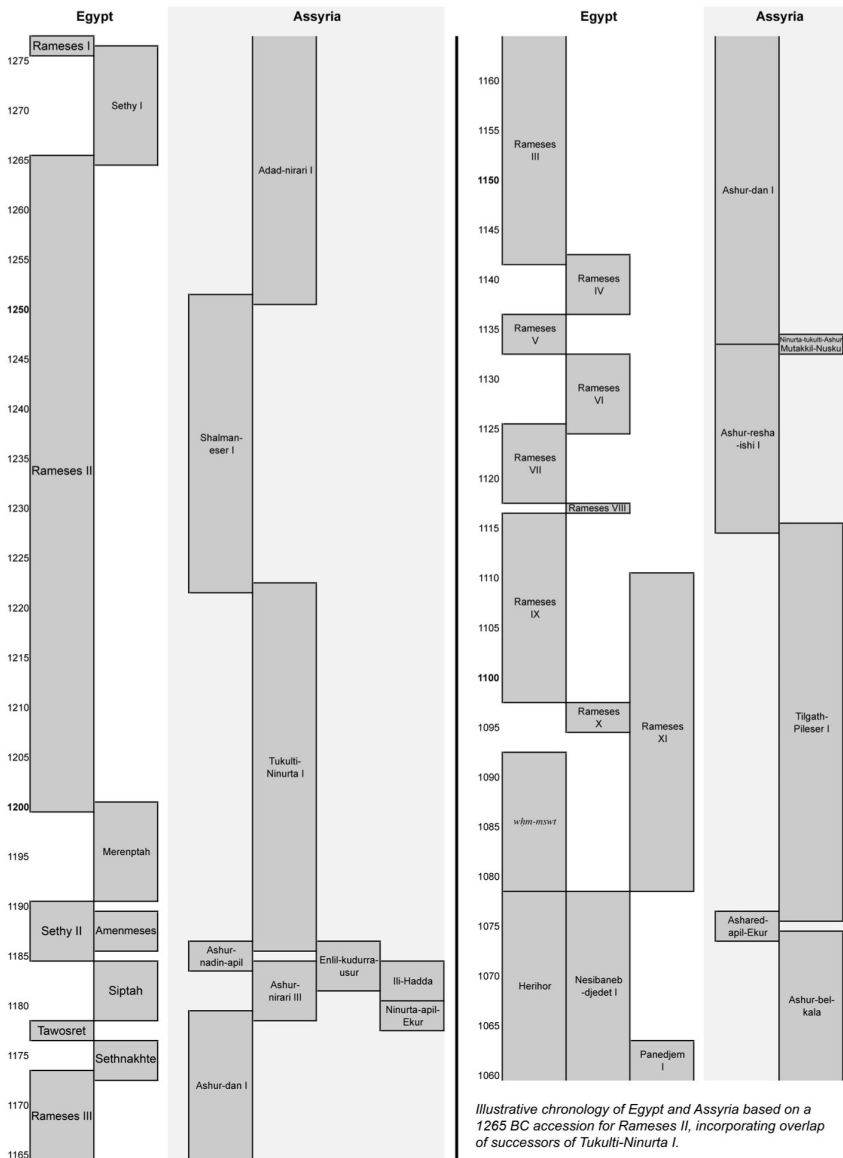 Egypt
Assyria
1275
1270
1265
1260
1255
1250
1245
1240
1235
1230
1225
1220
1215
1210
1205
1200
1195
1190
1185
1180
1175
1170
1165
Rameses I
Sethy I
Rameses II
Merenptah
Sethy II
Amenmeses
Siptah
Tawosret
Sethnakhte
Rameses III
Adad-nirari I
Shalman-
eser I
Tukulti-
Ninurta I
Ashur-
nadin-apil
Enlil-kudurra-
usur
Ashur-
nirari III
Ili-Hadda
Ninurta-apil-
Ekur
Ashur-dan I
Egypt
Assyria
1160
1155
1150
1145
1140
1135
1130
1125
1120
1115
1110
1105
1100
1095
1090
1085
1080
1075
1070
1065
1060
Rameses
III
Rameses
IV
Rameses
V
Rameses
VI
Rameses
VII
Rameses VIII
Rameses
IX
Rameses
X
Rameses
XI
wḥm-mswt
Herihor
Nesibaneb
-djedet I
Panedjem
I
Ashur-dan I
Ninurta-tukulti-Ashur
Mutakkil-Nusku
Ashur-resha
-ishi I
Tilgath-
Pileser I
Ashared-
apil-Ekur
Ashur-bel-
kala
Illustrative chronology of Egypt and Assyria based on a
1265 BC accession for Rameses II, incorporating overlap
of successors of Tukulti-Ninurta I.